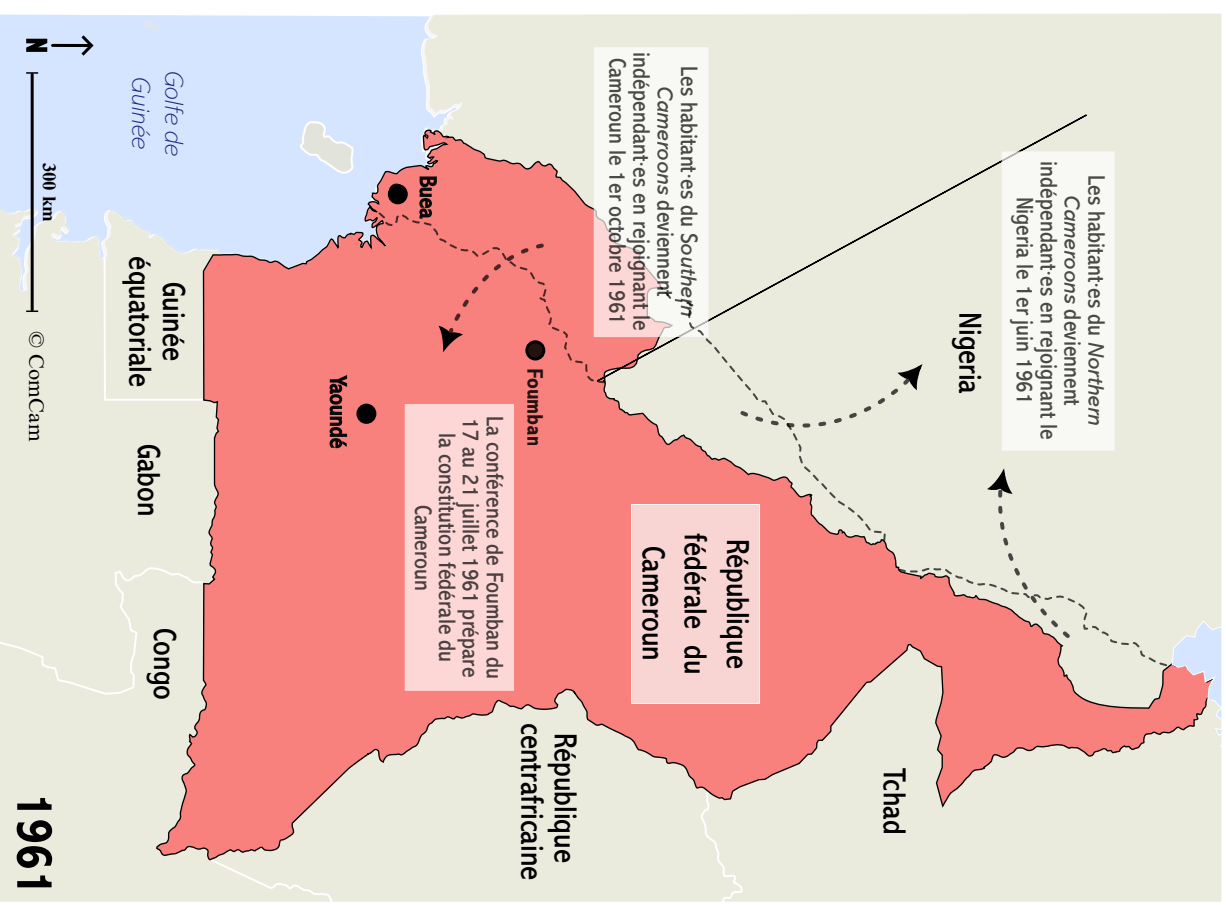 Les habitant·es du Northern
Cameroons deviennent
indépendant·es en rejoignant le
Nigeria le 1er juin 1961
Nigeria
Tchad
Les habitant·es du Southern
Cameroons deviennent
indépendant·es en rejoignant le
Cameroun le 1er octobre 1961
République
fédérale du
Cameroun
République
centrafricaine
Foumban
La conférence de Foumban du
17 au 21 juillet 1961 prépare
la constitution fédérale du
Cameroun
Buea
Yaoundé
Golfe de
Guinée
Guinée
équatoriale
Gabon
Congo
N
300 km
© ComCam
1961